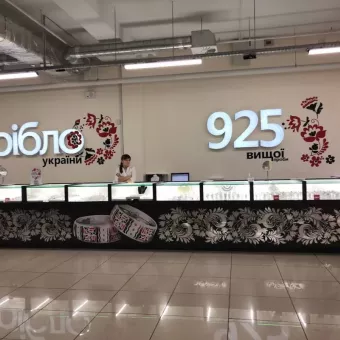 рібло
україни
925
вищої